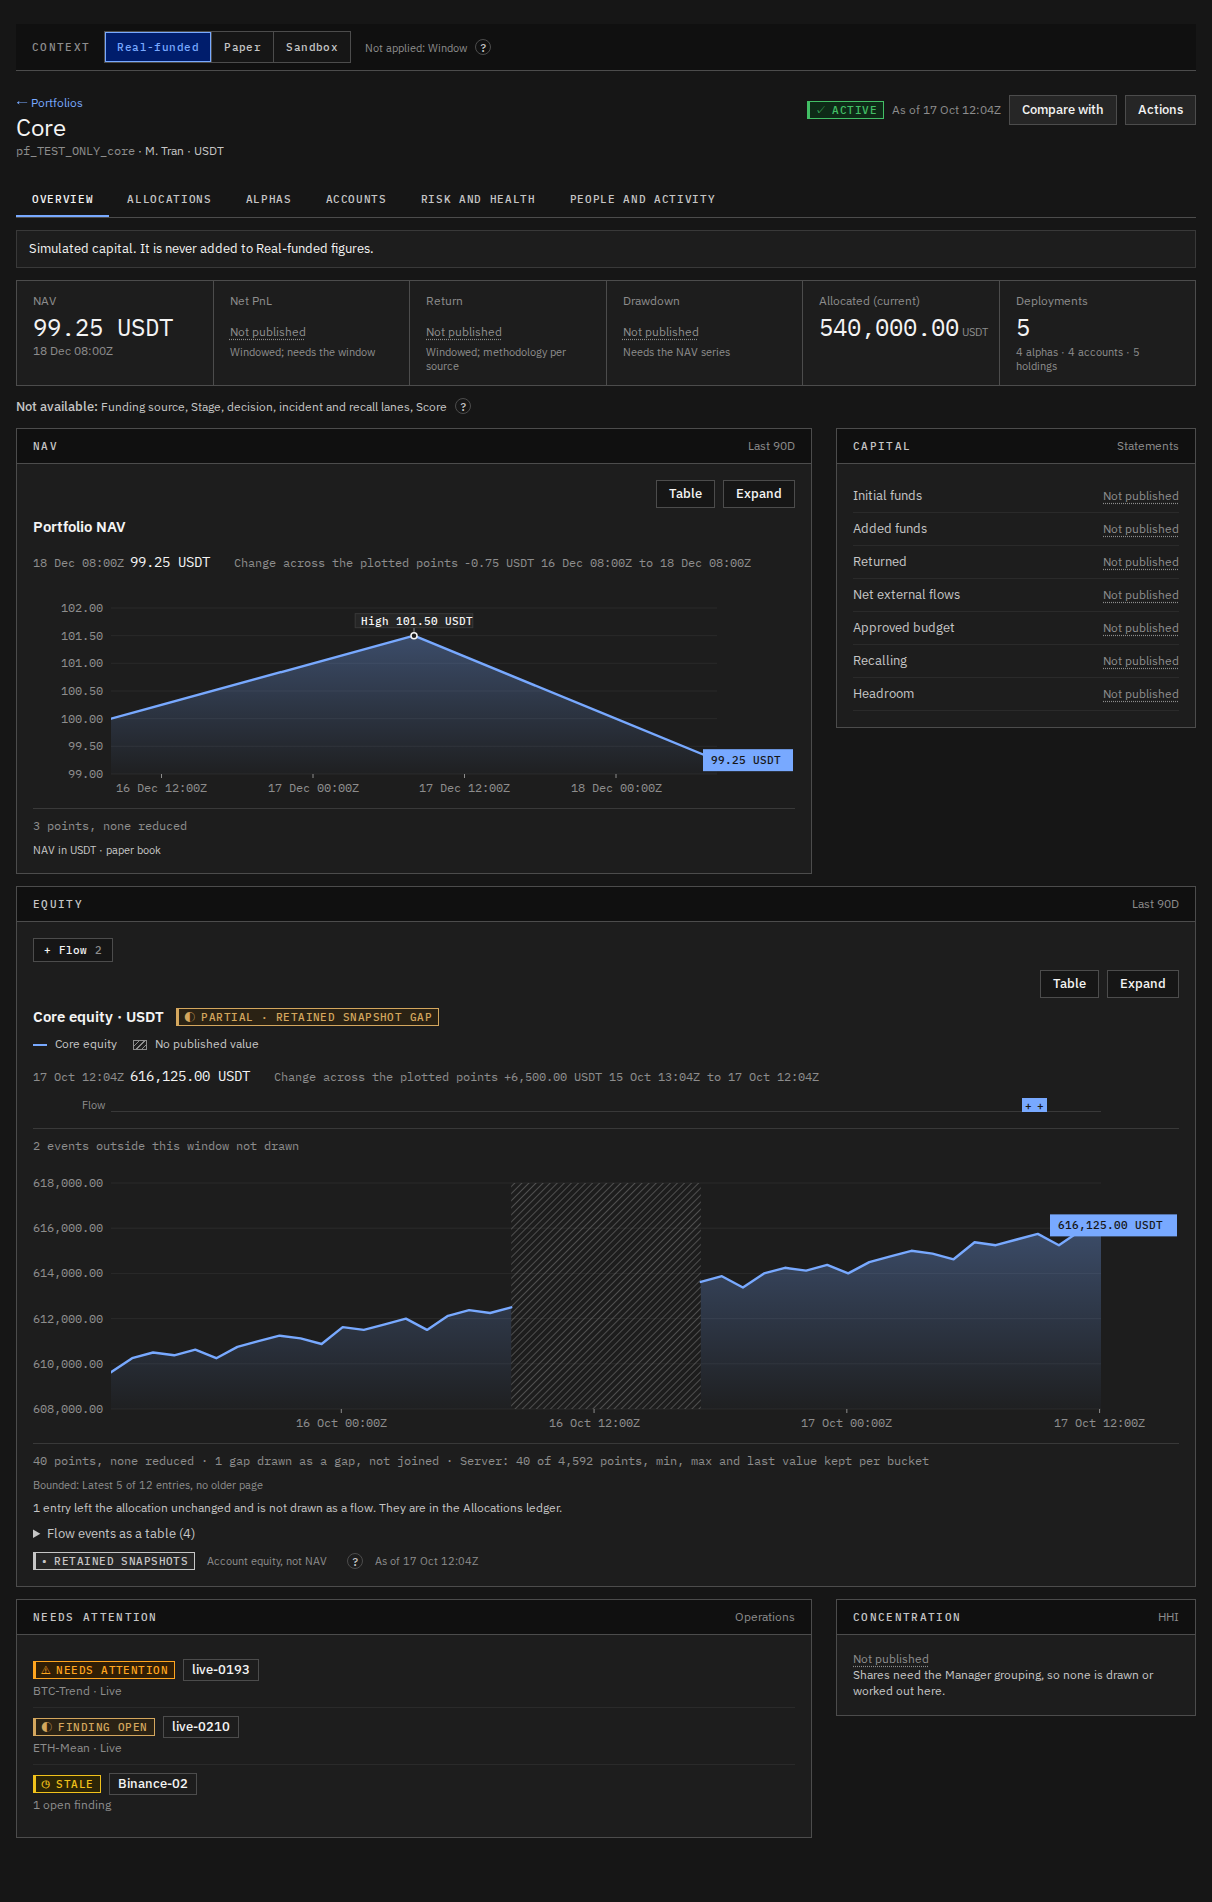 CONTEXT Real-funded Paper Sandbox Not applied: Window ?
← Portfolios
Core
pf_TEST_ONLY_core · M. Tran · USDT
✓ ACTIVE As of 17 Oct 12:04Z Compare with Actions
OVERVIEW ALLOCATIONS ALPHAS ACCOUNTS RISK AND HEALTH PEOPLE AND ACTIVITY
Simulated capital. It is never added to Real-funded figures.
NAV
99.25 USDT
18 Dec 08:00Z
Net PnL
Not published
Windowed; needs the window
Return
Not published
Windowed; methodology per
source
Drawdown
Not published
Needs the NAV series
Allocated (current)
540,000.00 USDT
Deployments
5
4 alphas · 4 accounts · 5
holdings
Not available: Funding source, Stage, decision, incident and recall lanes, Score ?
NAV Last 90D
Table Expand
Portfolio NAV
18 Dec 08:00Z 99.25 USDT Change across the plotted points -0.75 USDT 16 Dec 08:00Z to 18 Dec 08:00Z
102.00
High 101.50 USDT
101.50
101.00
100.50
100.00
99.50
99.25 USDT
99.00
16 Dec 12:00Z 17 Dec 00:00Z 17 Dec 12:00Z 18 Dec 00:00Z
3 points, none reduced
NAV in USDT · paper book
CAPITAL Statements
Initial funds Not published
Added funds Not published
Returned Not published
Net external flows Not published
Approved budget Not published
Recalling Not published
Headroom Not published
EQUITY Last 90D
+ Flow 2
Table Expand
Core equity · USDT PARTIAL · RETAINED SNAPSHOT GAP
Core equity No published value
17 Oct 12:04Z 616,125.00 USDT Change across the plotted points +6,500.00 USDT 15 Oct 13:04Z to 17 Oct 12:04Z
Flow + +
2 events outside this window not drawn
618,000.00
616,000.00 616,125.00 USDT
614,000.00
612,000.00
610,000.00
608,000.00
16 Oct 00:00Z 16 Oct 12:00Z 17 Oct 00:00Z 17 Oct 12:00Z
40 points, none reduced · 1 gap drawn as a gap, not joined · Server: 40 of 4,592 points, min, max and last value kept per bucket
Bounded: Latest 5 of 12 entries, no older page
1 entry left the allocation unchanged and is not drawn as a flow. They are in the Allocations ledger.
▶ Flow events as a table (4)
▪ RETAINED SNAPSHOTS Account equity, not NAV ? As of 17 Oct 12:04Z
NEEDS ATTENTION Operations
⚠ NEEDS ATTENTION live-0193
BTC-Trend · Live
FINDING OPEN live-0210
ETH-Mean · Live
STALE Binance-02
1 open finding
CONCENTRATION HHI
Not published
Shares need the Manager grouping, so none is drawn or
worked out here.